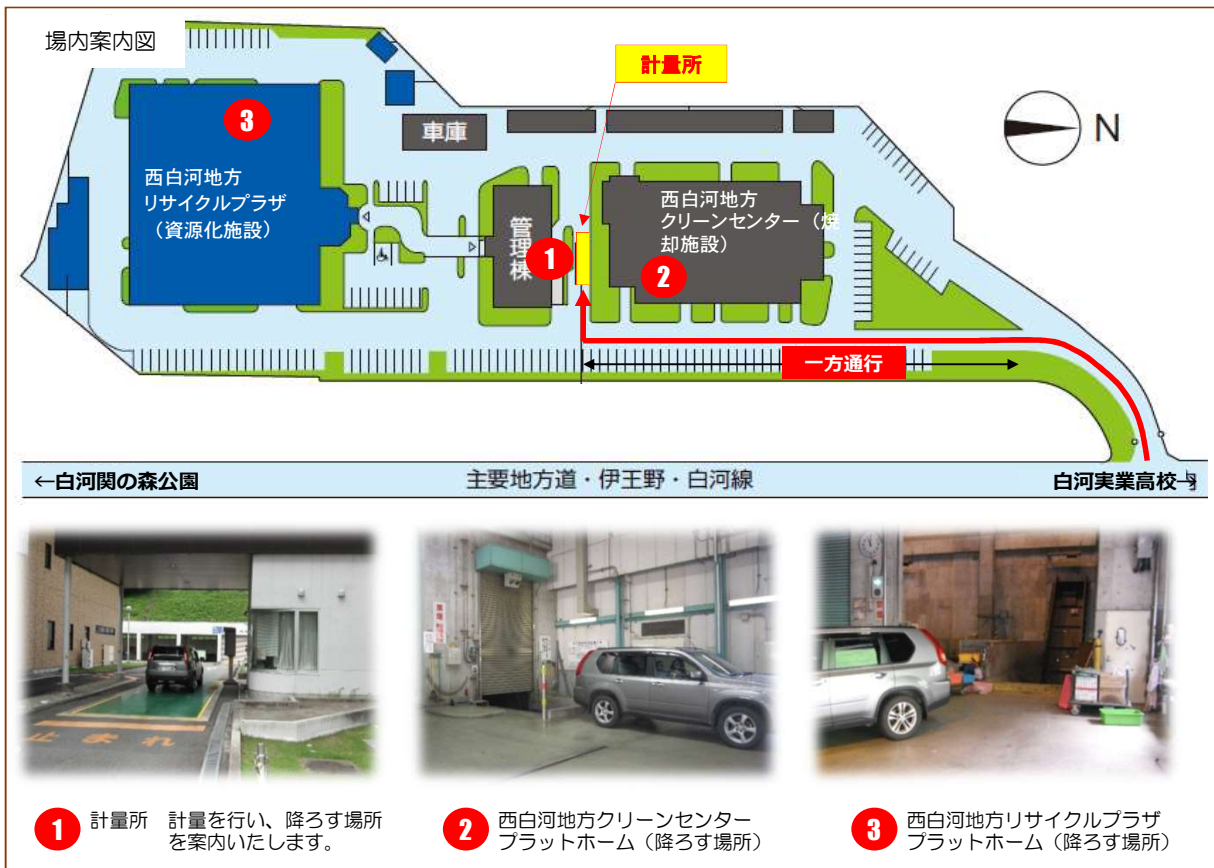 場内案内図
計量所
3
車庫
N
西白河地方
リサイクルプラザ
（資源化施設）
管理棟
1
西白河地方
クリーンセンター（焼
却施設）
2
一方通行
←白河関の森公園
主要地方道・伊王野・白河線
白河実業高校→
止まれ
1
計量所 計量を行い、降ろす場所
を案内いたします。
2
西白河地方クリーンセンター
プラットホーム（降ろす場所）
3
西白河地方リサイクルプラザ
プラットホーム（降ろす場所）